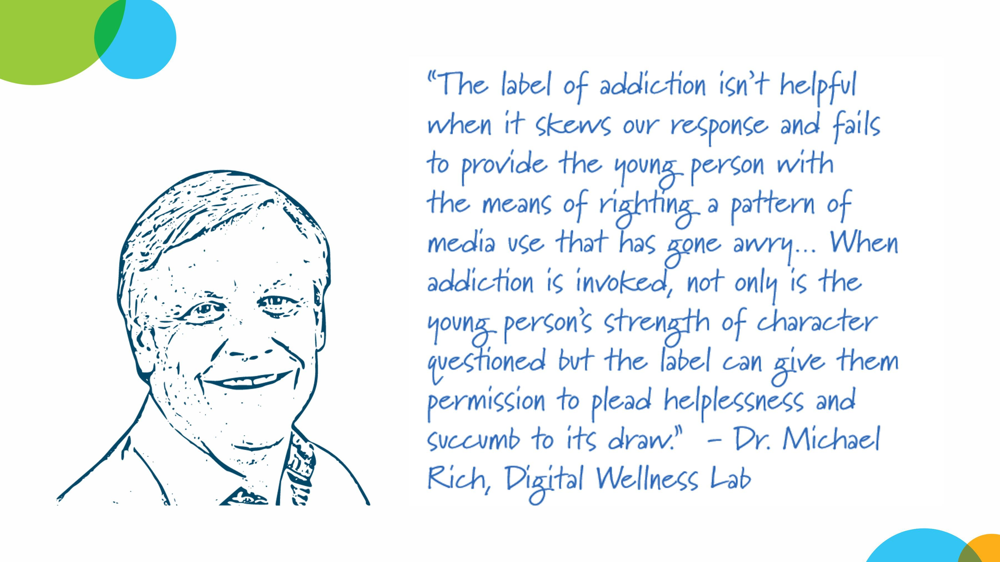 “The label of addiction isn’t helpful
when it skews our response and fails
to provide the young person with
the means of righting a pattern of
media use that has gone awry... When
addiction is invoked, not only is the
young person’s strength of character
questioned but the label can give them
permission to plead helplessness and
succumb to its draw.” – Dr. Michael
Rich, Digital Wellness Lab